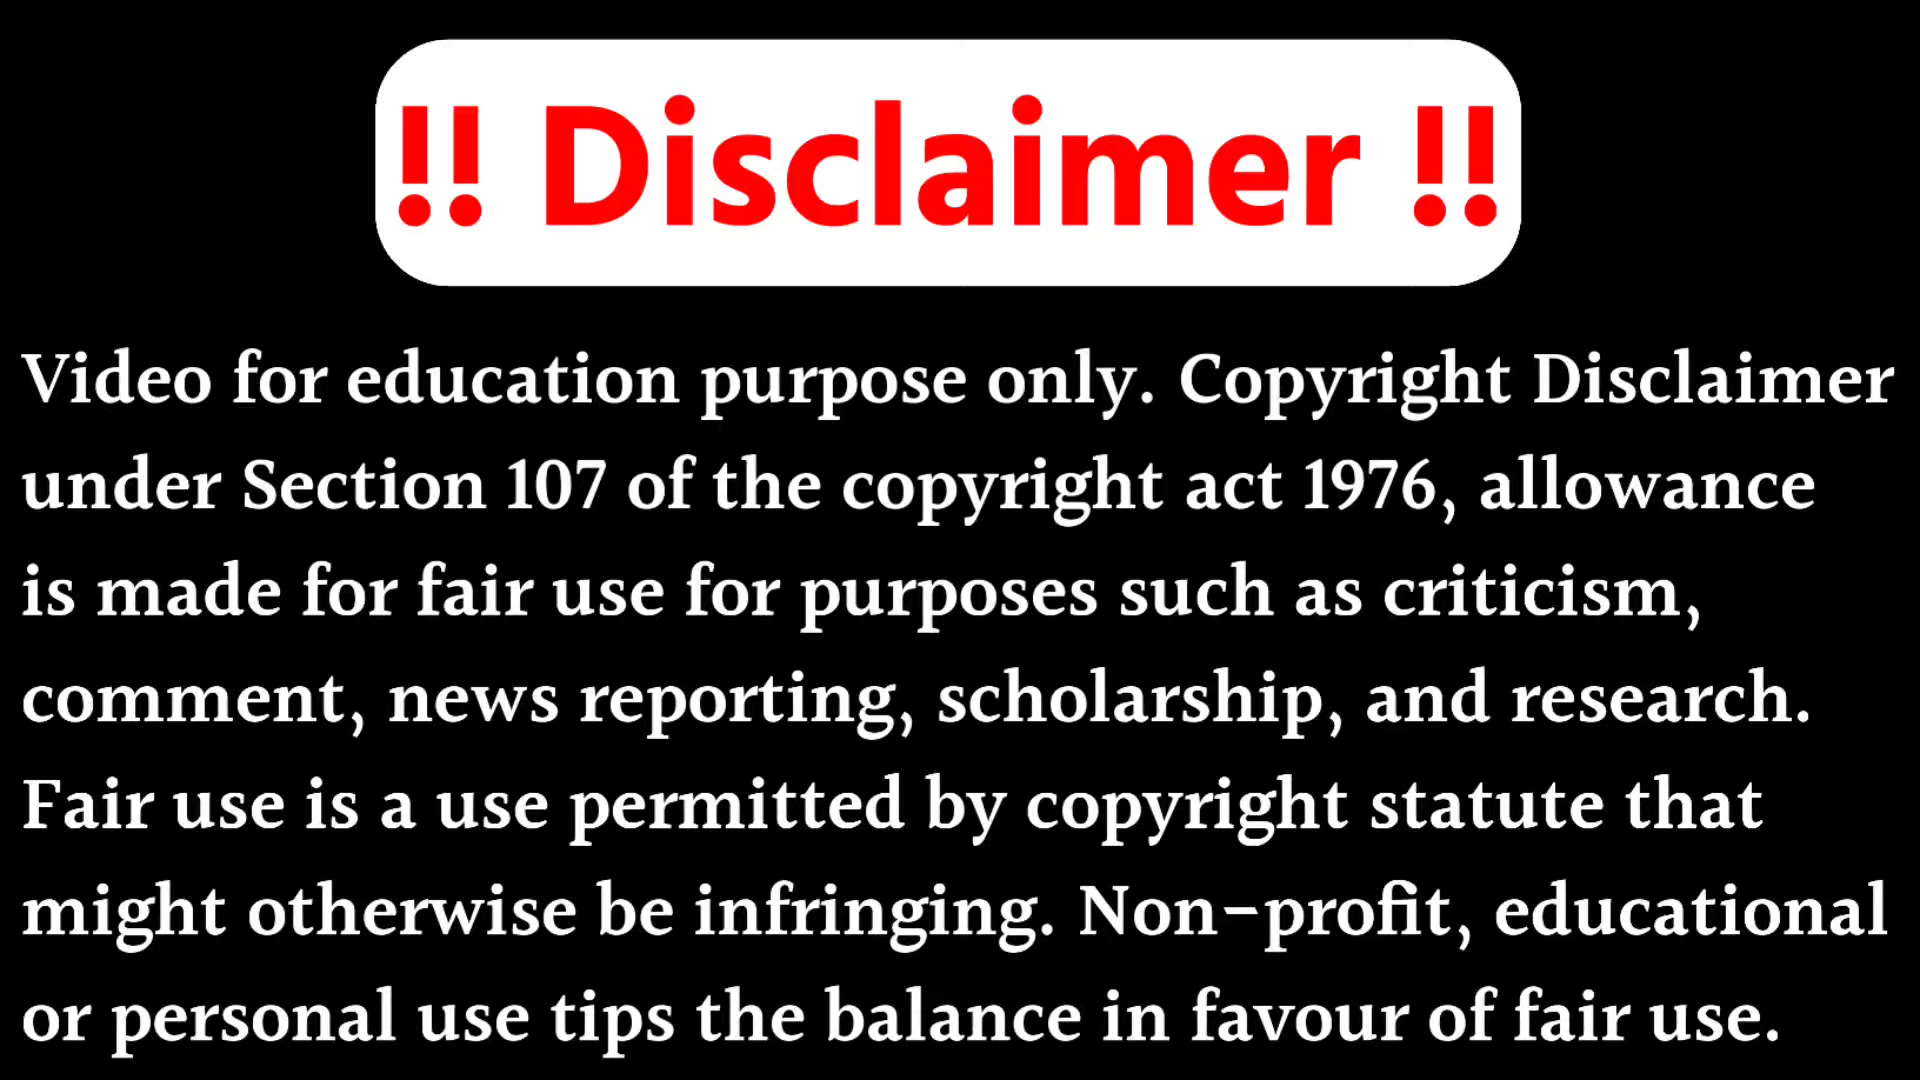 !! Disclaimer !!
Video for education purpose only. Copyright Disclaimer
under Section 107 of the copyright act 1976, allowance
is made for fair use for purposes such as criticism,
comment, news reporting, scholarship, and research.
Fair use is a use permitted by copyright statute that
might otherwise be infringing. Non-profit, educational
or personal use tips the balance in favour of fair use.